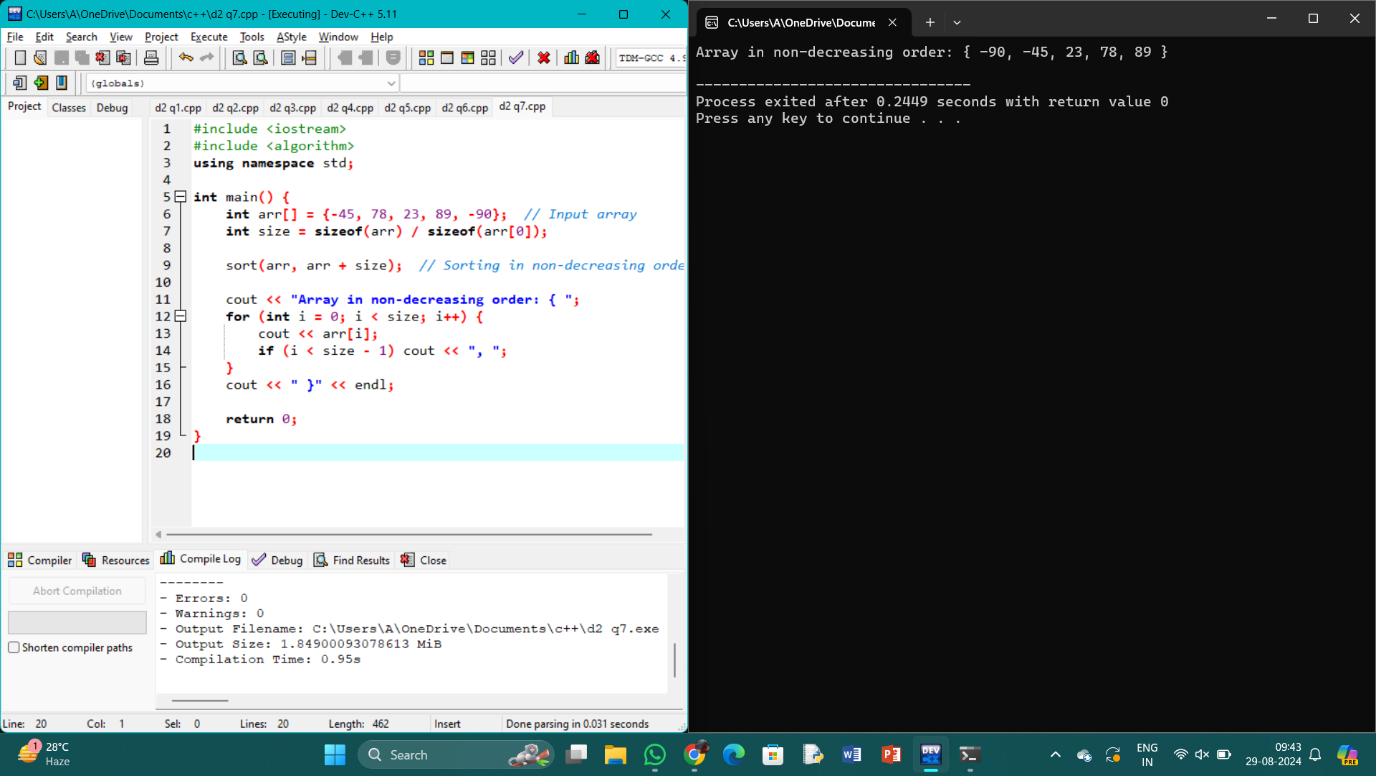 C:\Users\A\OneDrive\Documents\c++\d2 q7.cpp - [Executing] - Dev-C++ 5.11
File Edit Search View Project Execute Tools AStyle Window Help
TDM-GCC 4.9
(globals)
Project Classes Debug
d2 q1.cpp d2 q2.cpp d2 q3.cpp d2 q4.cpp d2 q5.cpp d2 q6.cpp d2 q7.cpp
1 #include <iostream>
2 #include <algorithm>
3 using namespace std;
4
5 int main() {
6 int arr[] = {-45, 78, 23, 89, -90}; // Input array
7 int size = sizeof(arr) / sizeof(arr[0]);
8
9 sort(arr, arr + size); // Sorting in non-decreasing orde
10
11 cout << "Array in non-decreasing order: { ";
12 for (int i = 0; i < size; i++) {
13 cout << arr[i];
14 if (i < size - 1) cout << ", ";
15 }
16 cout << " }" << endl;
17
18 return 0;
19 }
20
Compiler Resources Compile Log Debug Find Results Close
Abort Compilation
Shorten compiler paths
--------
- Errors: 0
- Warnings: 0
- Output Filename: C:\Users\A\OneDrive\Documents\c++\d2 q7.exe
- Output Size: 1.84900093078613 MiB
- Compilation Time: 0.95s
Line: 20 Col: 1 Sel: 0 Lines: 20 Length: 462 Insert Done parsing in 0.031 seconds
C:\Users\A\OneDrive\Docume
Array in non-decreasing order: { -90, -45, 23, 78, 89 }
--------------------------------
Process exited after 0.2449 seconds with return value 0
Press any key to continue . . .
1
28°C
Haze
Search
DEV
PRE
ENG
IN
09:43
29-08-2024